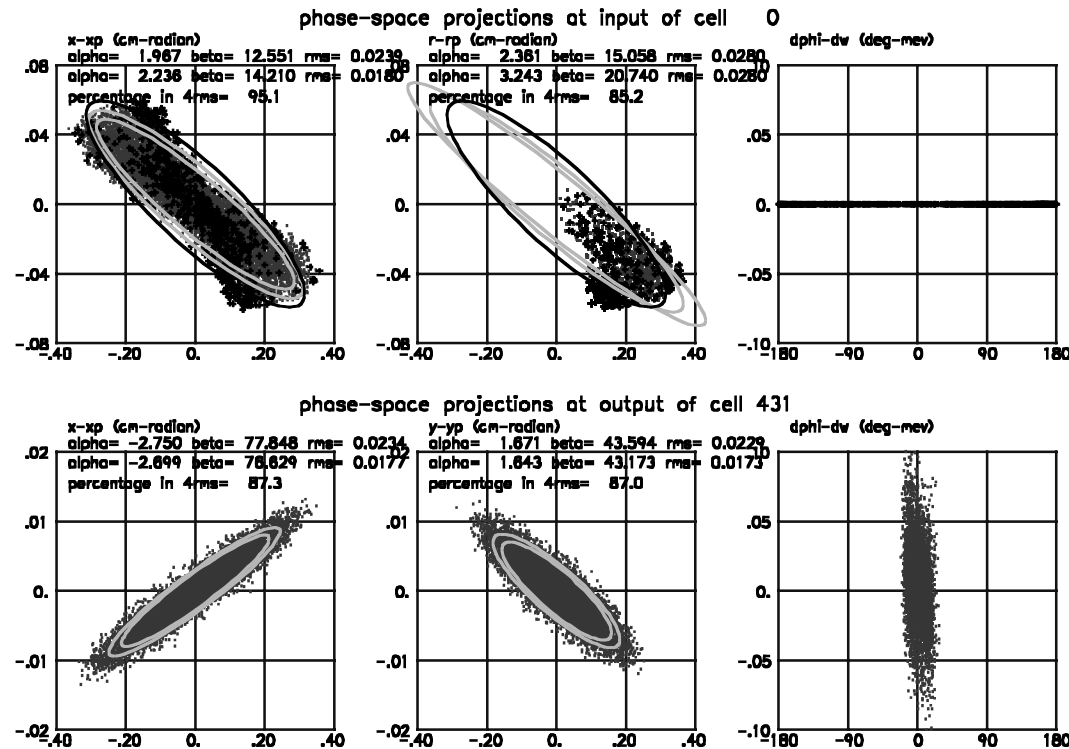 phase-space projections at input of cell 0
x-xp (cm-radian)
alpha= 1.967 beta= 12.551 rms= 0.0239
alpha= 2.236 beta= 14.210 rms= 0.0180
percentage in 4rms= 95.1
r-rp (cm-radian)
alpha= 2.361 beta= 15.058 rms= 0.0280
alpha= 3.243 beta= 20.740 rms= 0.0260
percentage in 4rms= 85.2
dphi-dw (deg-mev)
.08
.04
0.
-.04
-.08
-.40 -.20 0. .20 .40
.08
.04
0.
-.04
-.08
-.40 -.20 0. .20 .40
.10
.05
0.
-.05
-.10
-180 -90 0 90 180
phase-space projections at output of cell 431
x-xp (cm-radian)
alpha= -2.750 beta= 77.848 rms= 0.0234
alpha= -2.699 beta= 76.629 rms= 0.0177
percentage in 4rms= 87.3
y-yp (cm-radian)
alpha= 1.671 beta= 43.594 rms= 0.0229
alpha= 1.643 beta= 43.173 rms= 0.0173
percentage in 4rms= 87.0
dphi-dw (deg-mev)
.02
.01
0.
-.01
-.02
-.40 -.20 0. .20 .40
.02
.01
0.
-.01
-.02
-.40 -.20 0. .20 .40
.10
.05
0.
-.05
-.10
-180 -90 0 90 180